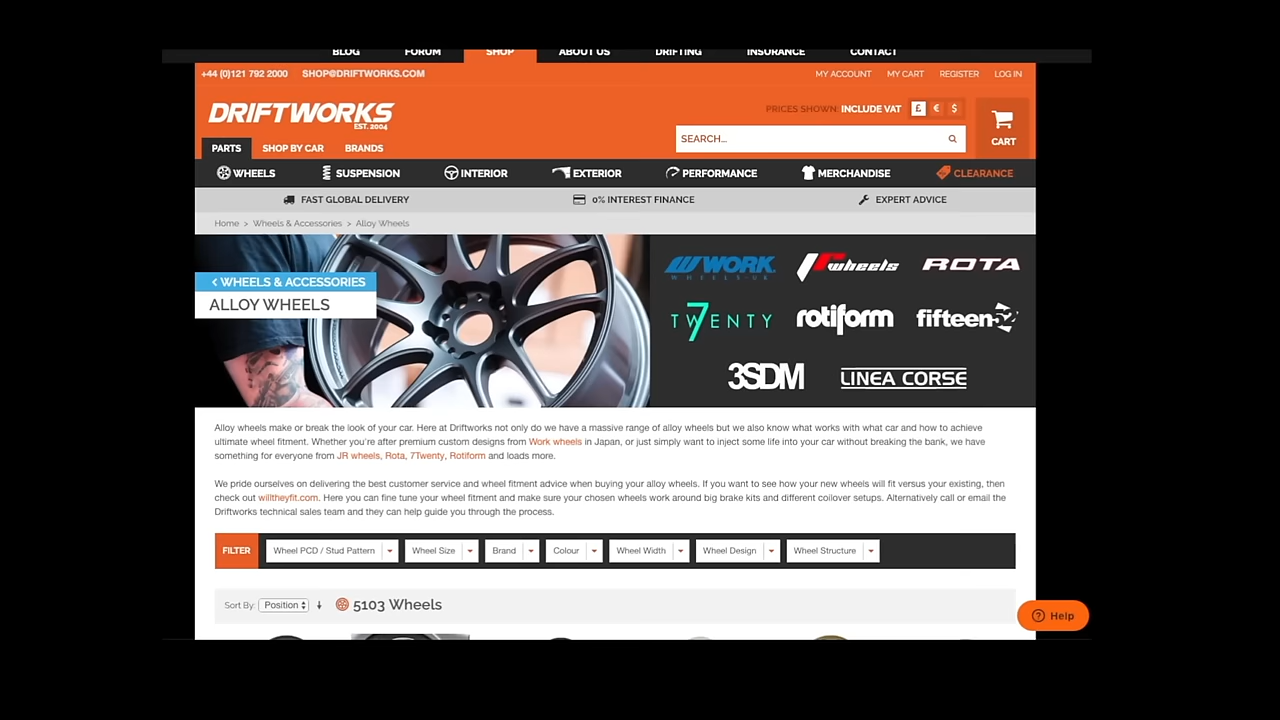 BLOG FORUM SHOP ABOUT US DRIFTING INSURANCE CONTACT
+44 (0)121 792 2000 SHOP@DRIFTWORKS.COM MY ACCOUNT MY CART REGISTER LOG IN
DRIFTWORKS
EST. 2004
PRICES SHOWN: INCLUDE VAT £ € $
SEARCH...
CART
PARTS SHOP BY CAR BRANDS
WHEELS SUSPENSION INTERIOR EXTERIOR PERFORMANCE MERCHANDISE CLEARANCE
FAST GLOBAL DELIVERY 0% INTEREST FINANCE EXPERT ADVICE
Home > Wheels & Accessories > Alloy Wheels
< WHEELS & ACCESSORIES
ALLOY WHEELS
WORK
WHEELS-UK
JR wheels
ROTA
7TWENTY
rotiform
fifteen52
3SDM
LINEA CORSE
Alloy wheels make or break the look of your car. Here at Driftworks not only do we have a massive range of alloy wheels but we also know what works with what car and how to achieve
ultimate wheel fitment. Whether you're after premium custom designs from Work wheels in Japan, or just simply want to inject some life into your car without breaking the bank, we have
something for everyone from JR wheels, Rota, 7Twenty, Rotiform and loads more.
We pride ourselves on delivering the best customer service and wheel fitment advice when buying your alloy wheels. If you want to see how your new wheels will fit versus your existing, then
check out willtheyfit.com. Here you can fine tune your wheel fitment and make sure your chosen wheels work around big brake kits and different coilover setups. Alternatively call or email the
Driftworks technical sales team and they can help guide you through the process.
FILTER Wheel PCD / Stud Pattern Wheel Size Brand Colour Wheel Width Wheel Design Wheel Structure
Sort By: Position 5103 Wheels
Help